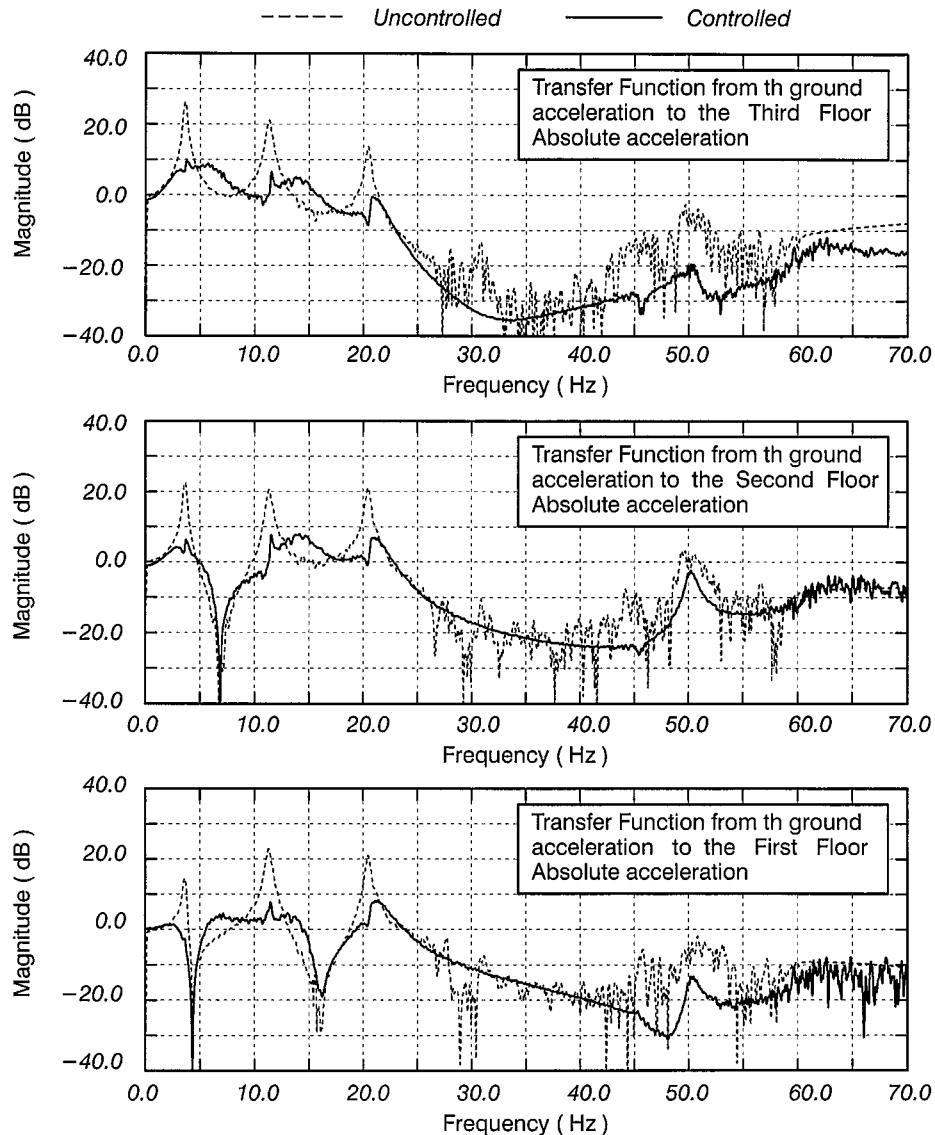 Uncontrolled Controlled
40.0
20.0
0.0
−20.0
−40.0
Magnitude ( dB )
Transfer Function from th ground
acceleration to the Third Floor
Absolute acceleration
0.0 10.0 20.0 30.0 40.0 50.0 60.0 70.0
Frequency ( Hz )
40.0
20.0
0.0
−20.0
−40.0
Magnitude ( dB )
Transfer Function from th ground
acceleration to the Second Floor
Absolute acceleration
0.0 10.0 20.0 30.0 40.0 50.0 60.0 70.0
Frequency ( Hz )
40.0
20.0
0.0
−20.0
−40.0
Magnitude ( dB )
Transfer Function from th ground
acceleration to the First Floor
Absolute acceleration
0.0 10.0 20.0 30.0 40.0 50.0 60.0 70.0
Frequency ( Hz )